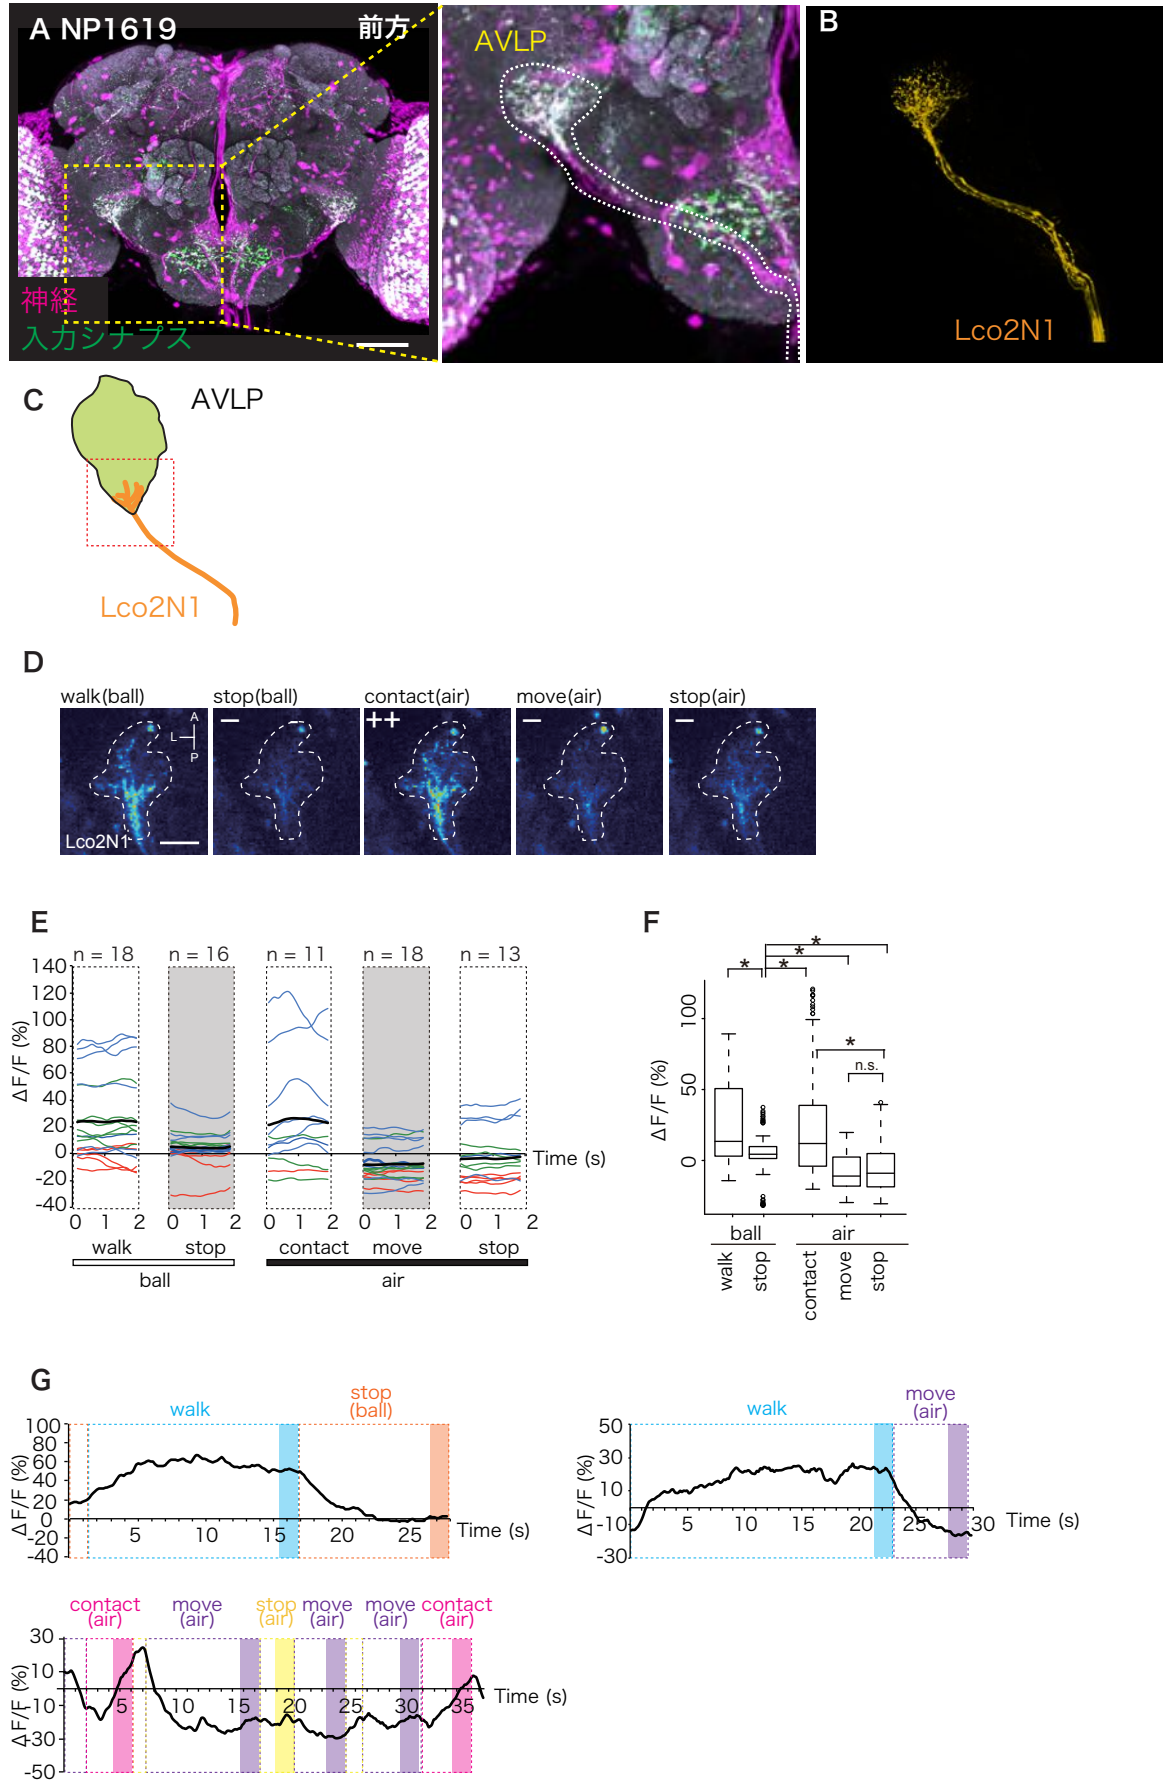 A NP1619
前方
神経
入力シナプス
AVLP
B
Lco2N1
C
AVLP
Lco2N1
D
walk(ball)
stop(ball)
contact(air)
move(air)
stop(air)
A
L
P
Lco2N1
−
++
−
−
E
n = 18
n = 16
n = 11
n = 18
n = 13
140
120
100
80
60
40
20
0
-20
-40
ΔF/F (%)
Time (s)
0 1 2
0 1 2
0 1 2
0 1 2
0 1 2
walk
stop
contact
move
stop
ball
air
F
*
*
*
*
*
n.s.
100
50
0
ΔF/F (%)
ball
air
walk
stop
contact
move
stop
G
walk
stop
(ball)
100
80
60
40
20
0
-20
-40
ΔF/F (%)
5 10 15 20 25
Time (s)
walk
move
(air)
50
30
10
-10
-30
ΔF/F (%)
5 10 15 20 25 30
Time (s)
contact
(air)
move
(air)
stop
(air)
move
(air)
move
(air)
contact
(air)
30
10
-10
-30
-50
ΔF/F (%)
5 10 15 20 25 30 35
Time (s)